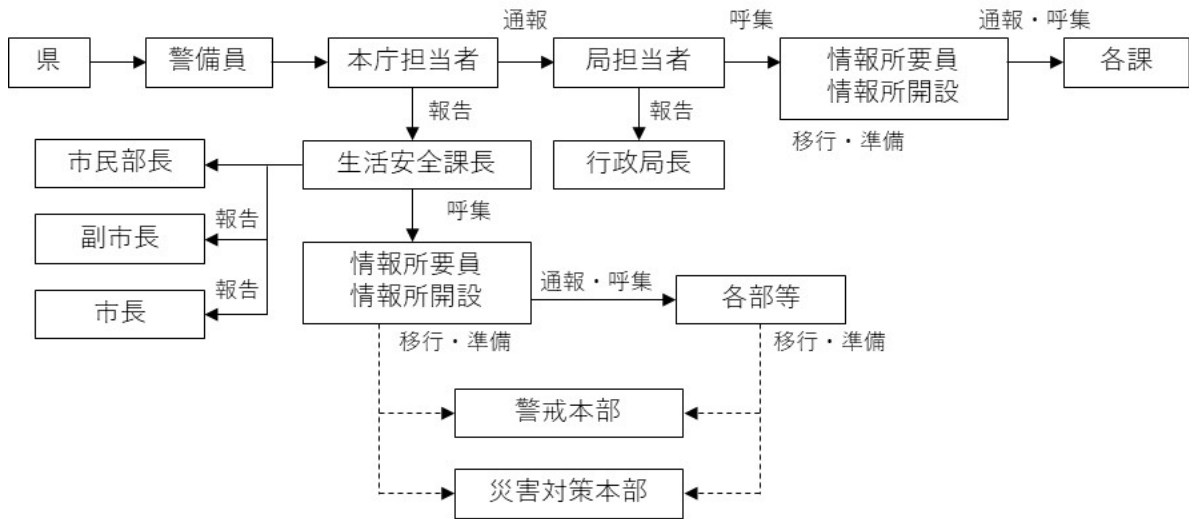 通報
呼集
通報・呼集
県
警備員
本庁担当者
局担当者
情報所要員
情報所開設
各課
報告
報告
移行・準備
市民部長
生活安全課長
行政局長
呼集
報告
副市長
情報所要員
情報所開設
通報・呼集
各部等
報告
市長
移行・準備
移行・準備
警戒本部
災害対策本部